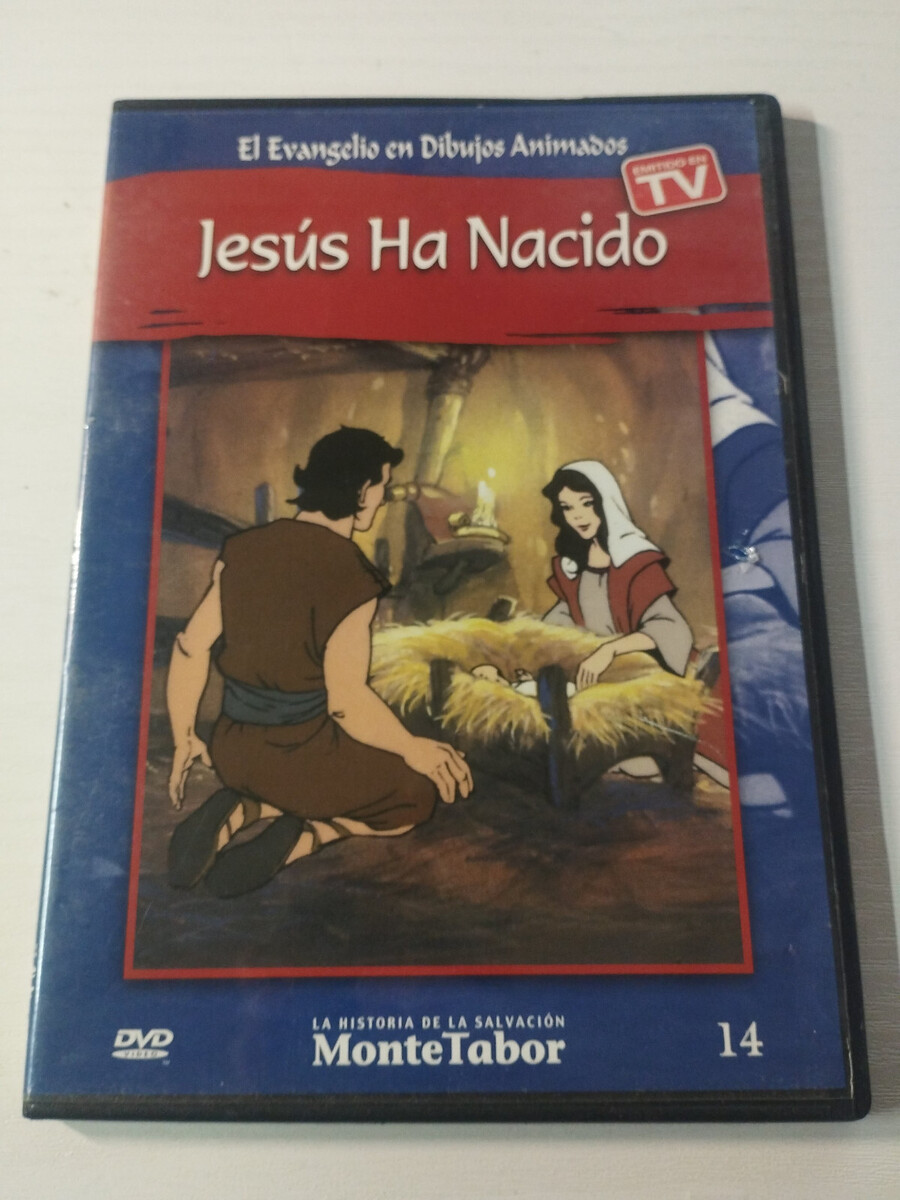 El Evangelio en Dibujos Animados
EMITIDO EN
TV
Jesús Ha Nacido
DVD
VIDEO
LA HISTORIA DE LA SALVACIÓN
MonteTabor
14